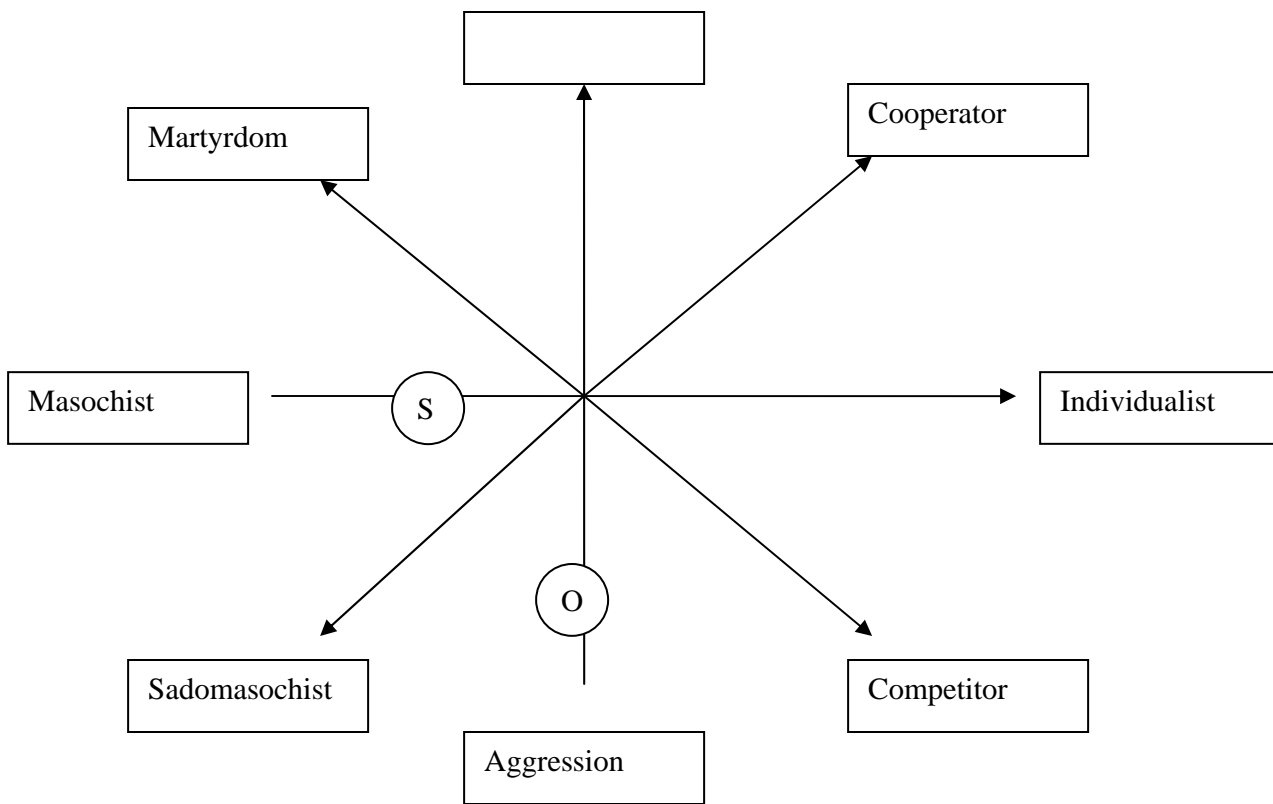 Cooperator
Martyrdom
Masochist
S
Individualist
O
Sadomasochist
Competitor
Aggression